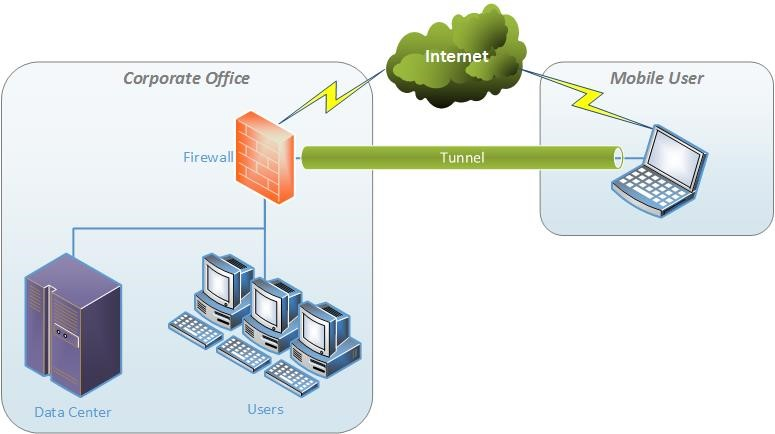 Internet
Corporate Office
Mobile User
Firewall
Tunnel
Data Center
Users